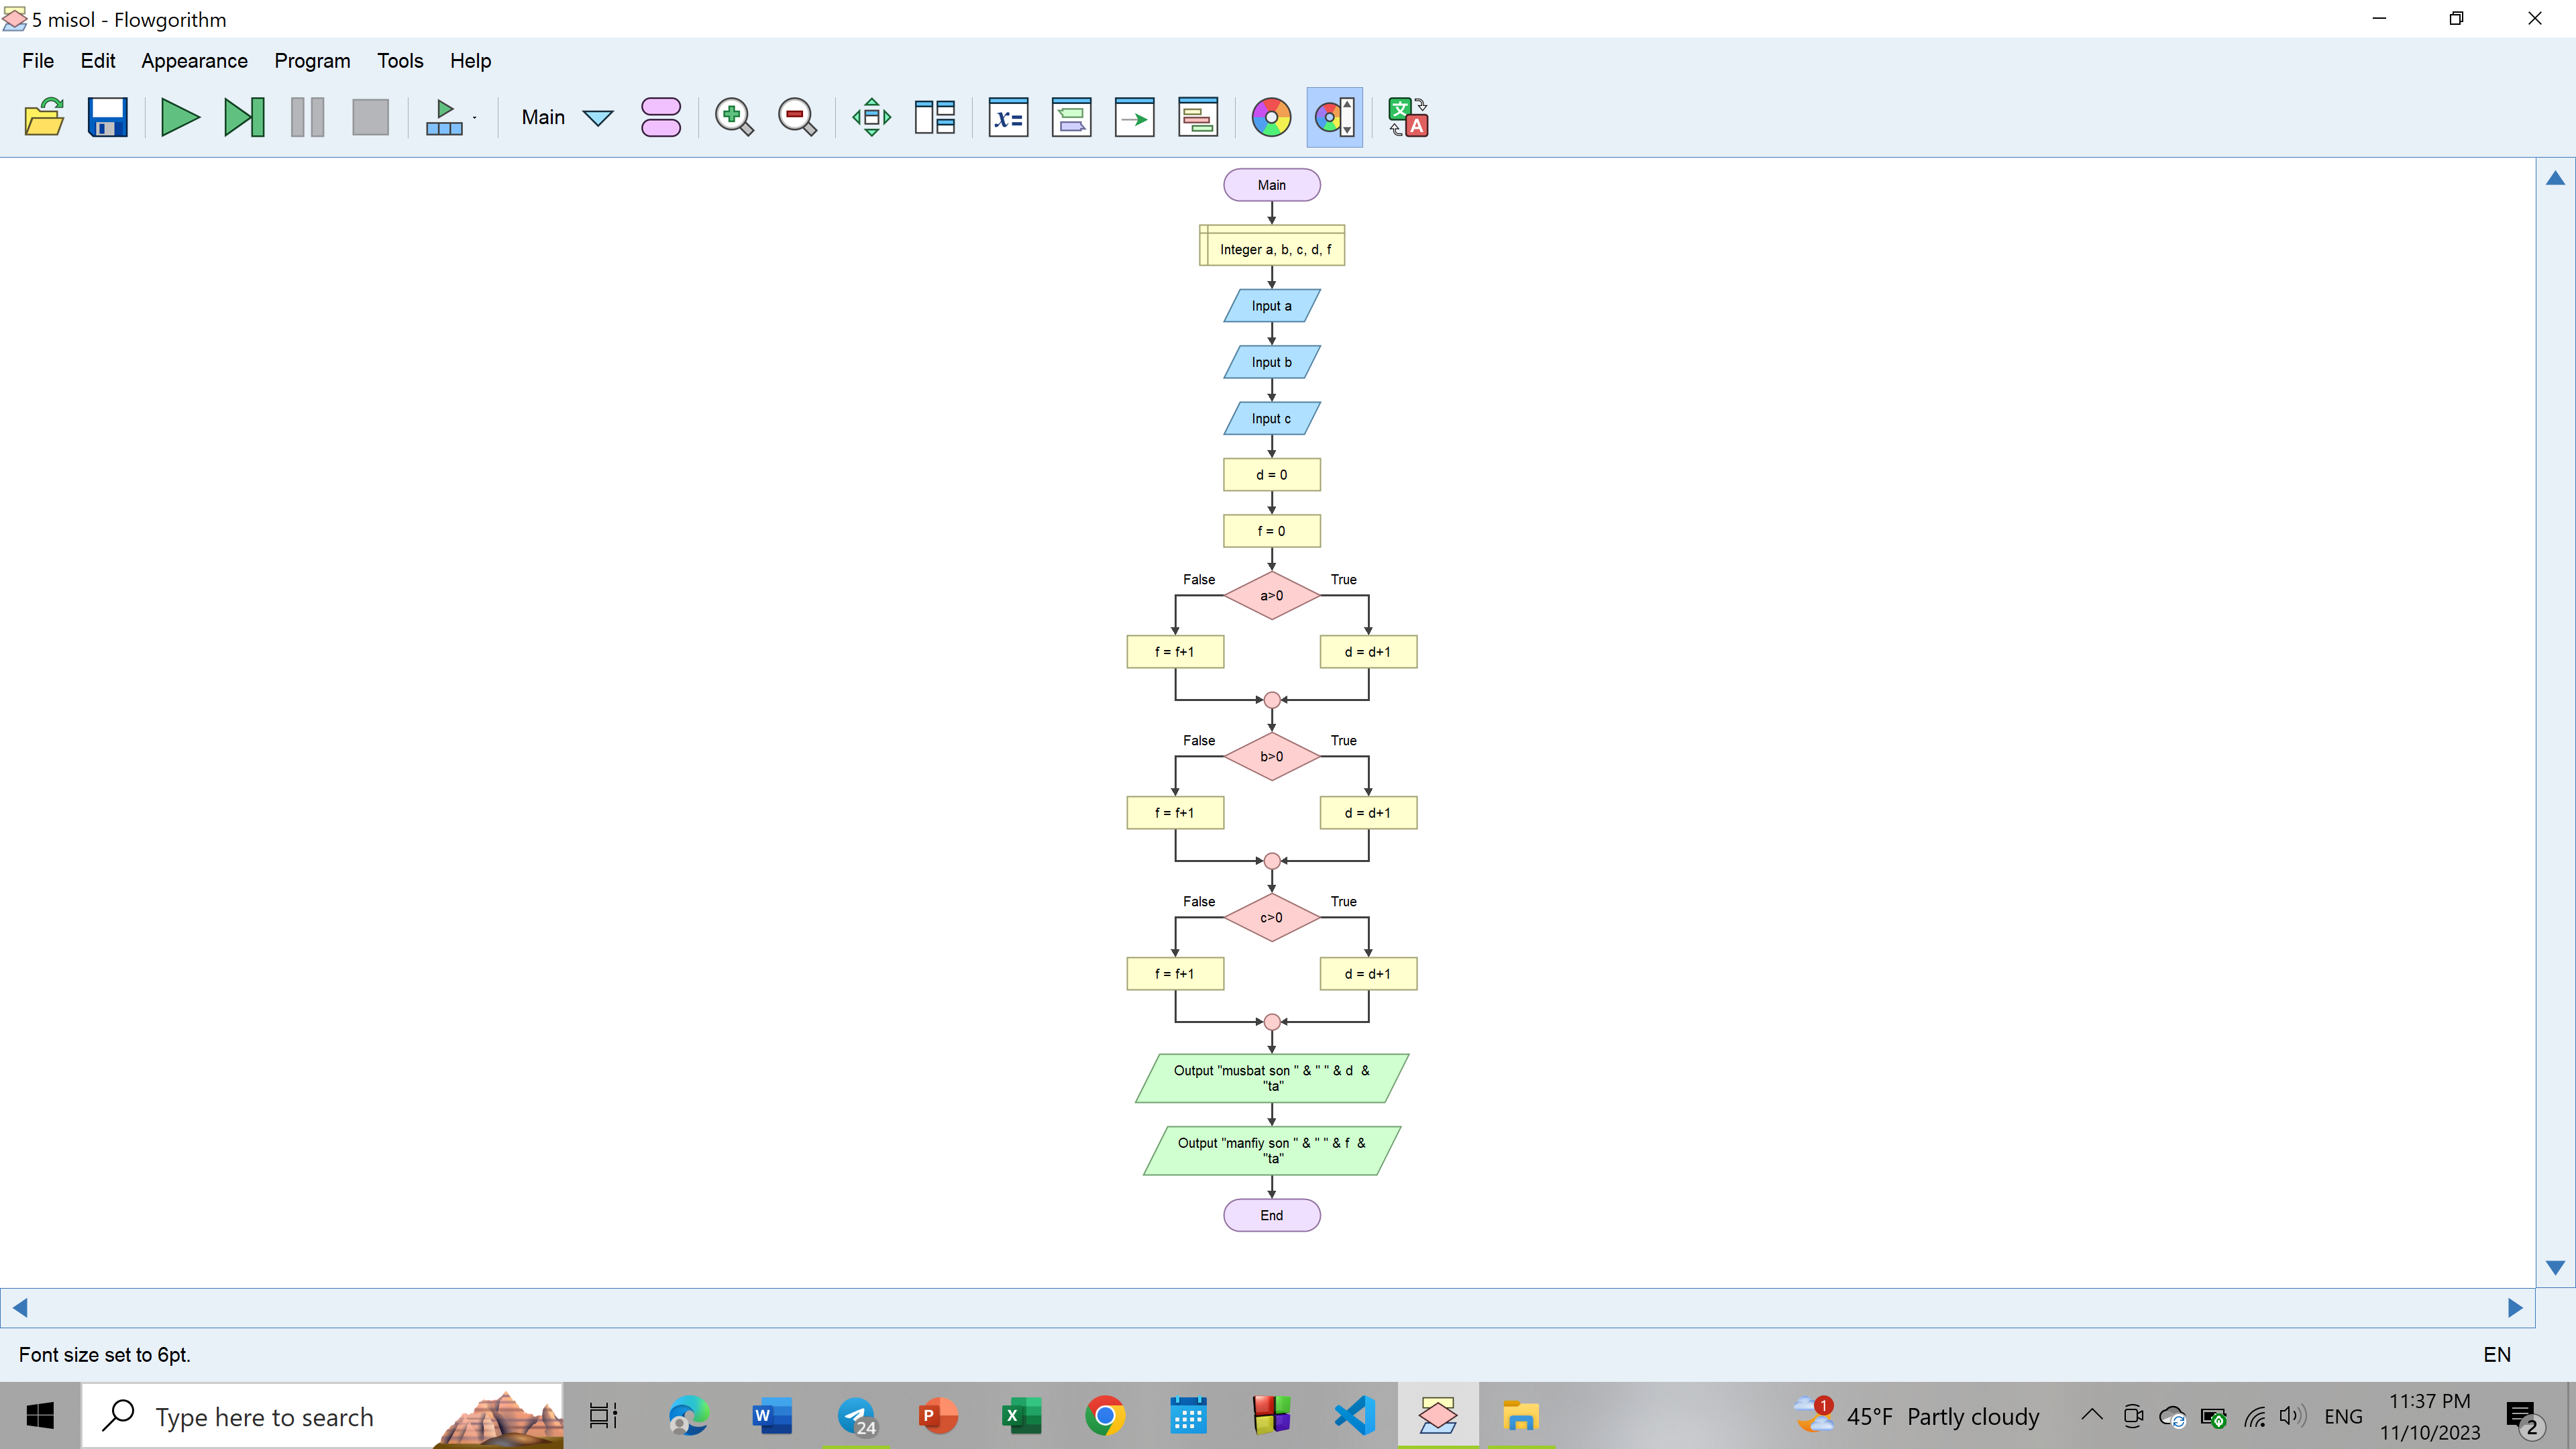 5 misol - Flowgorithm
File Edit Appearance Program Tools Help
Main
x=
文
A
Main
Integer a, b, c, d, f
Input a
Input b
Input c
d = 0
f = 0
False True
a>0
f = f+1 d = d+1
False True
b>0
f = f+1 d = d+1
False True
c>0
f = f+1 d = d+1
Output "musbat son " & " " & d  &
"ta"
Output "manfiy son " & " " & f  &
"ta"
End
Font size set to 6pt.
EN
Type here to search
W
24
P
X
1
45°F Partly cloudy
ENG
11:37 PM
11/10/2023
2